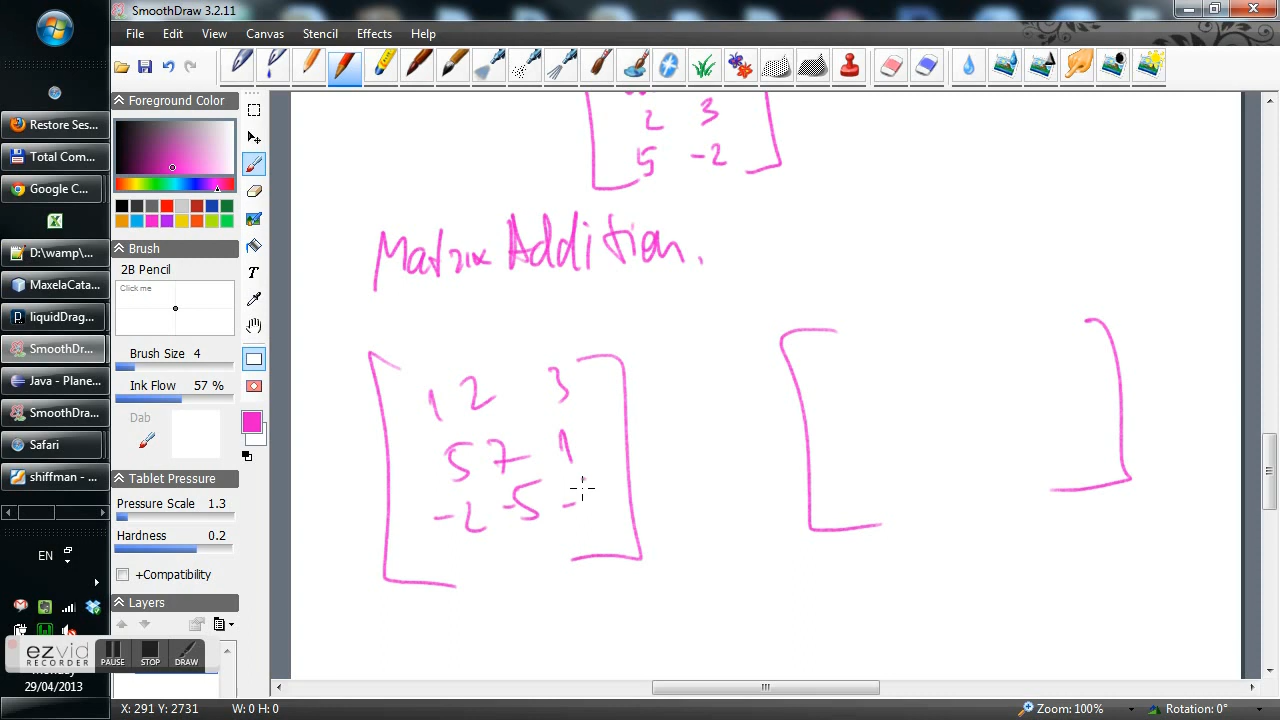 SmoothDraw 3.2.11
File Edit View Canvas Stencil Effects Help
Foreground Color
Restore Ses...
Total Com...
Google C...
D:\wamp\...
MaxelaCata...
liquidDrag...
SmoothDr...
Java - Plane...
SmoothDra...
Safari
shiffman -
EN
Monday
29/04/2013
Brush
2B Pencil
Click me
Brush Size 4
Ink Flow 57 %
Dab
Tablet Pressure
Pressure Scale 1.3
Hardness 0.2
+Compatibility
Layers
ezvid
RECORDER
PAUSE STOP DRAW
2 3
5 -2
Matrix Addition.
1 2 3
5 7 1
-2 -5 -
X: 291 Y: 2731 W: 0 H: 0
Zoom: 100% Rotation: 0°